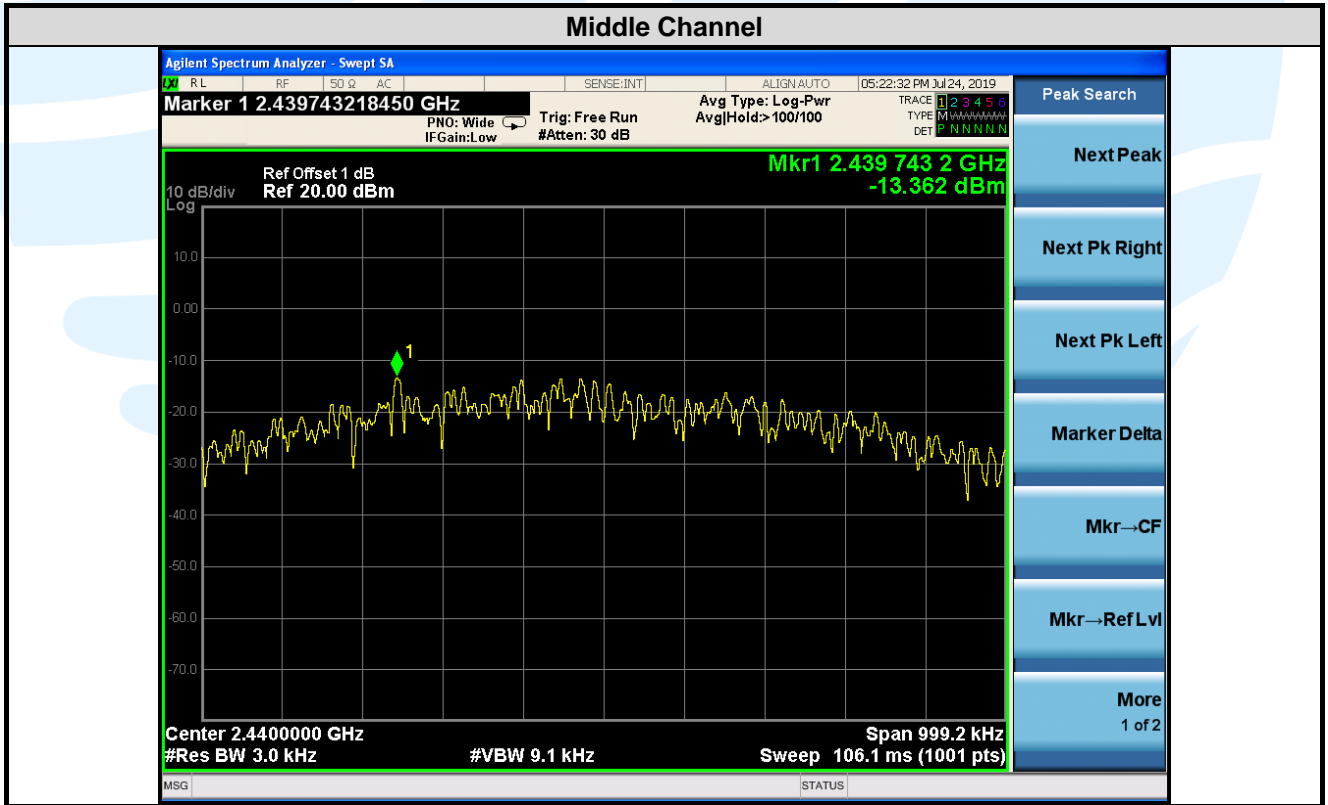 Middle Channel
Agilent Spectrum Analyzer - Swept SA
LXI RL RF 50 Ω AC SENSE:INT ALIGN AUTO 05:22:32 PM Jul 24, 2019
Marker 1 2.439743218450 GHz
PNO: Wide
IFGain:Low
Trig: Free Run
#Atten: 30 dB
Avg Type: Log-Pwr
Avg|Hold:> 100/100
TRACE 1 2 3 4 5 6
TYPE M W W W W W
DET P N N N N N
Mkr1 2.439 743 2 GHz
-13.362 dBm
Ref Offset 1 dB
10 dB/div Ref 20.00 dBm
Log
10.0
0.00
-10.0
-20.0
-30.0
-40.0
-50.0
-60.0
-70.0
1
Center 2.4400000 GHz Span 999.2 kHz
#Res BW 3.0 kHz #VBW 9.1 kHz Sweep 106.1 ms (1001 pts)
MSG STATUS
Peak Search
Next Peak
Next Pk Right
Next Pk Left
Marker Delta
Mkr→CF
Mkr→Ref Lvl
More
1 of 2